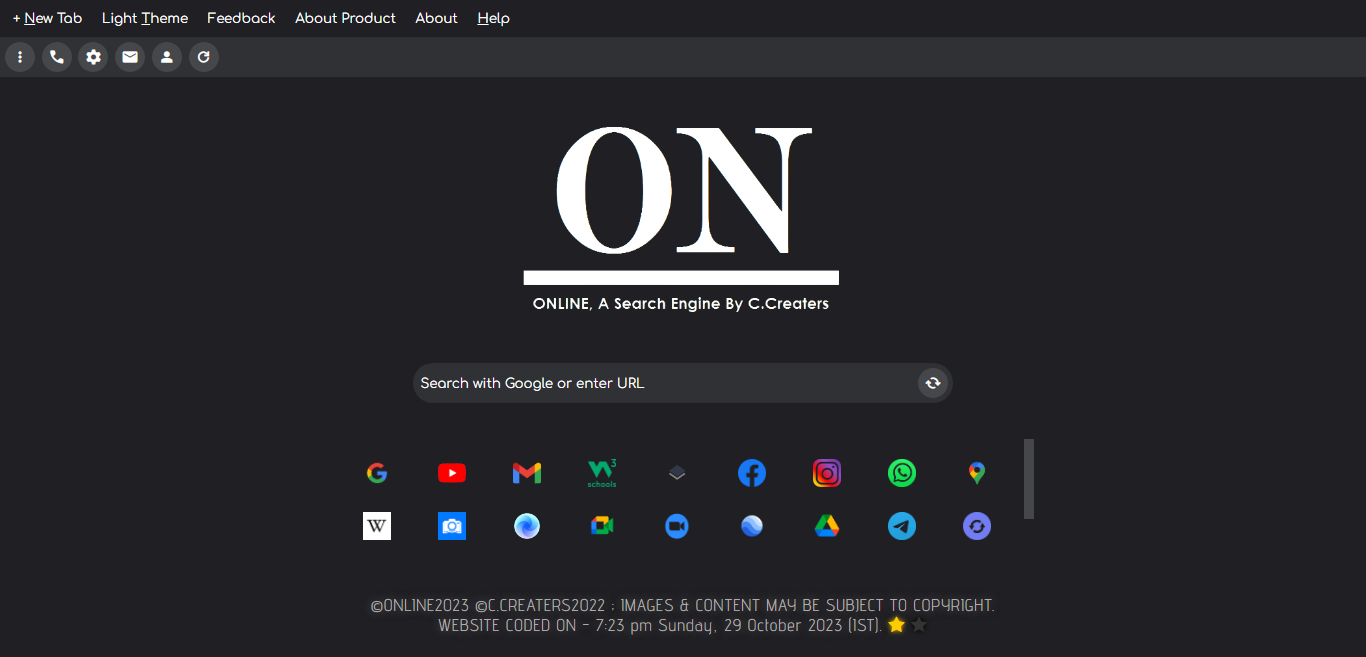 + New Tab Light Theme Feedback About Product About Help
ON
ONLINE, A Search Engine By C.Creaters
Search with Google or enter URL
W3 schools
W
©ONLINE2023 ©C.CREATERS2022 ; IMAGES & CONTENT MAY BE SUBJECT TO COPYRIGHT.
WEBSITE CODED ON - 7:23 pm Sunday, 29 October 2023 (IST).